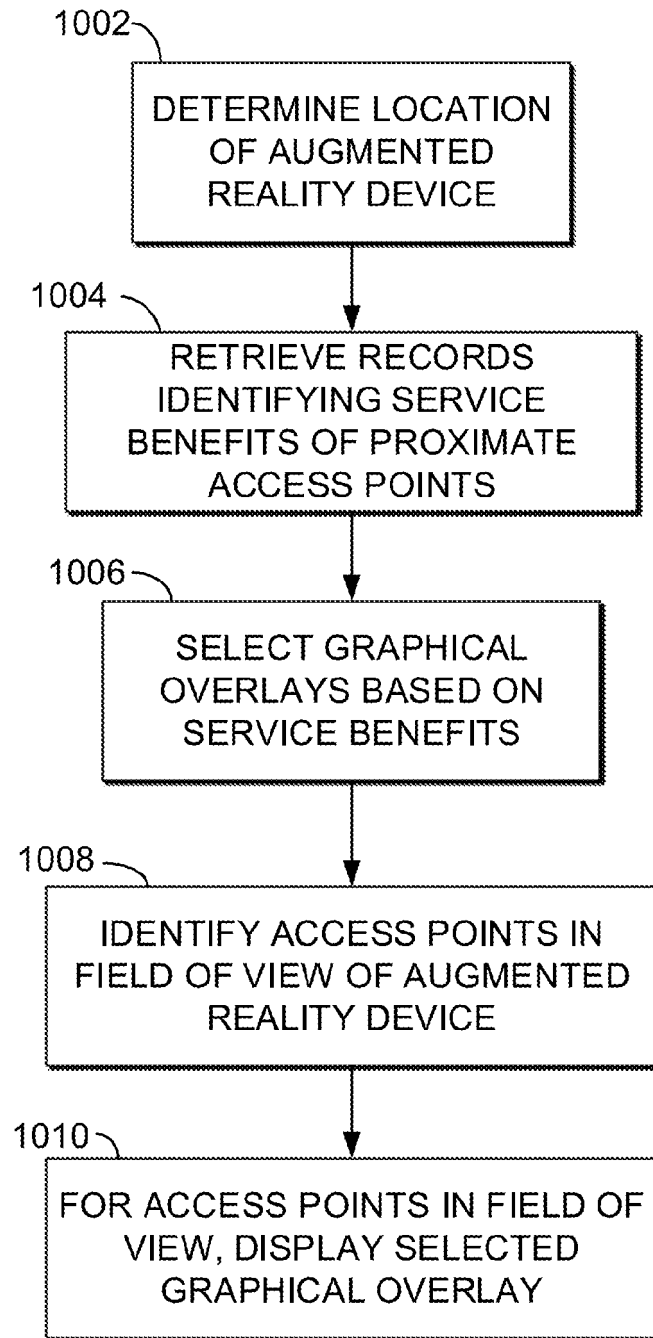 1002
DETERMINE LOCATION
OF AUGMENTED
REALITY DEVICE
1004
RETRIEVE RECORDS
IDENTIFYING SERVICE
BENEFITS OF PROXIMATE
ACCESS POINTS
1006
SELECT GRAPHICAL
OVERLAYS BASED ON
SERVICE BENEFITS
1008
IDENTIFY ACCESS POINTS IN
FIELD OF VIEW OF AUGMENTED
REALITY DEVICE
1010
FOR ACCESS POINTS IN FIELD OF
VIEW, DISPLAY SELECTED
GRAPHICAL OVERLAY